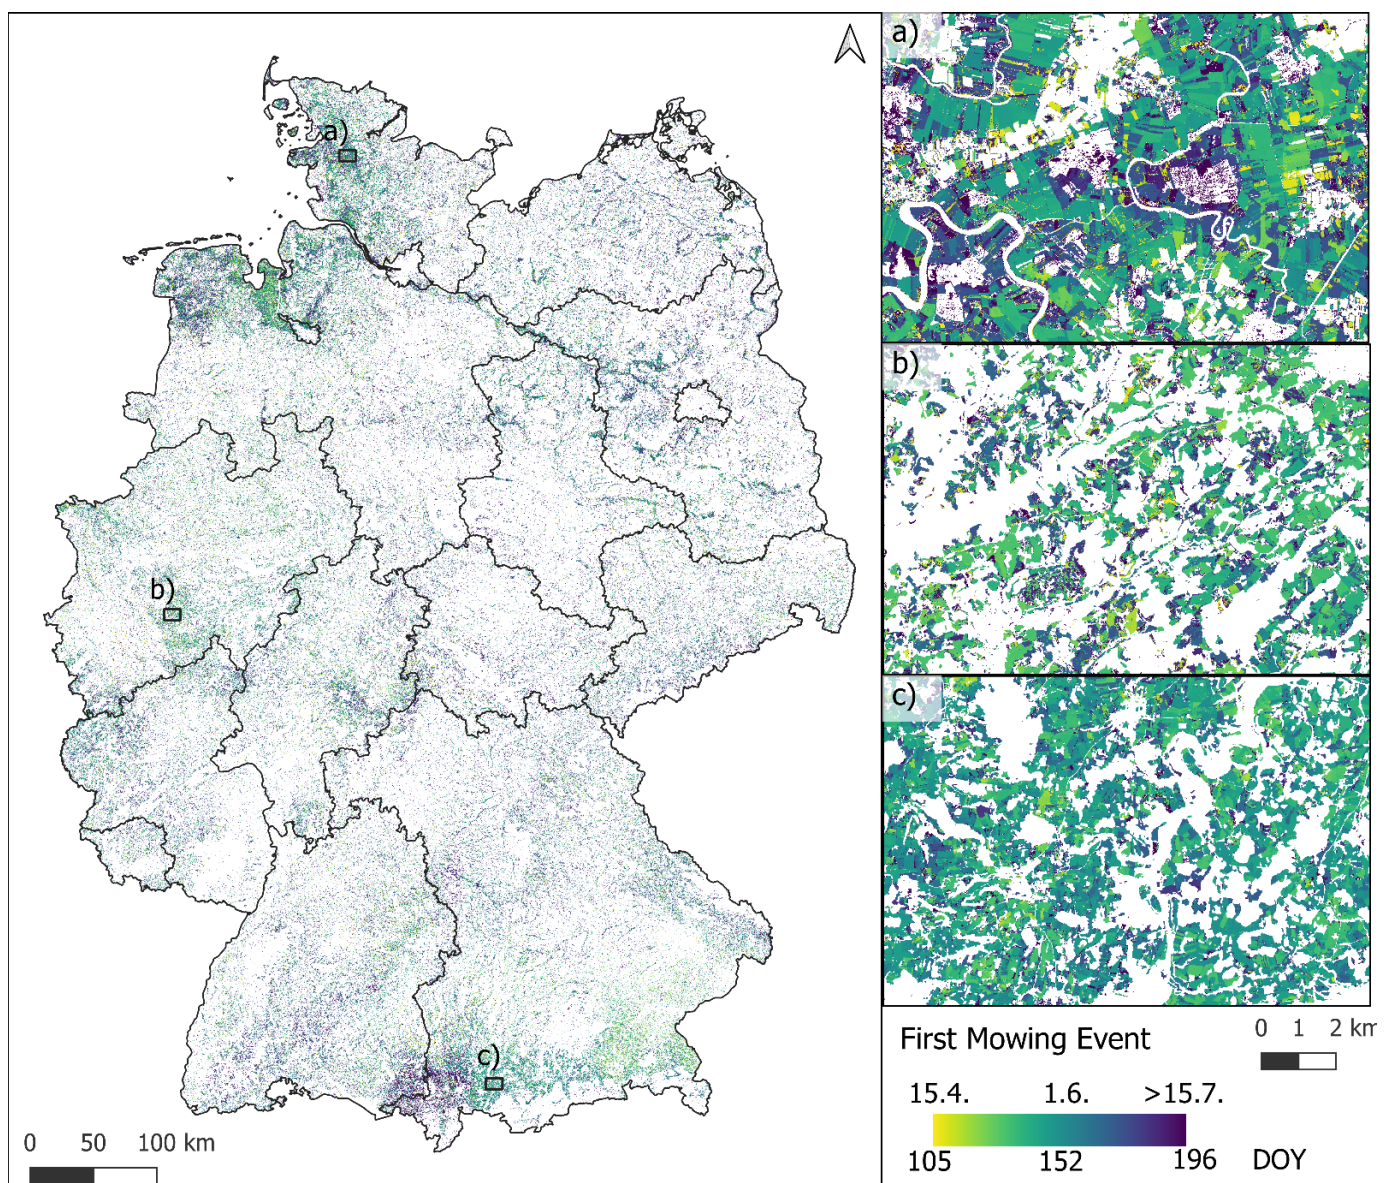 a)
b)
c)
0 50 100 km
a)
b)
c)
First Mowing Event
0 1 2 km
15.4. 1.6. >15.7.
105 152 196 DOY